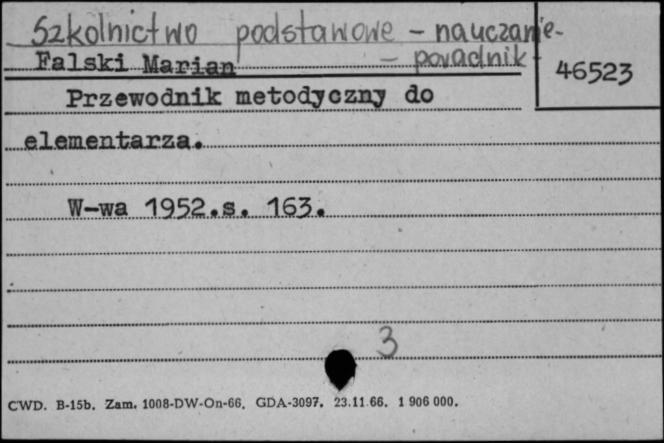 Szkolnictwo podstawowe - nauczanie-
- poradnik
Falski Marian
46523
Przewodnik metodyczny do
elementarza.
W-wa 1952.s. 163.
3
CWD. B-15b. Zam. 1008-DW-On-66. GDA-3097. 23.11.66. 1 906 000.